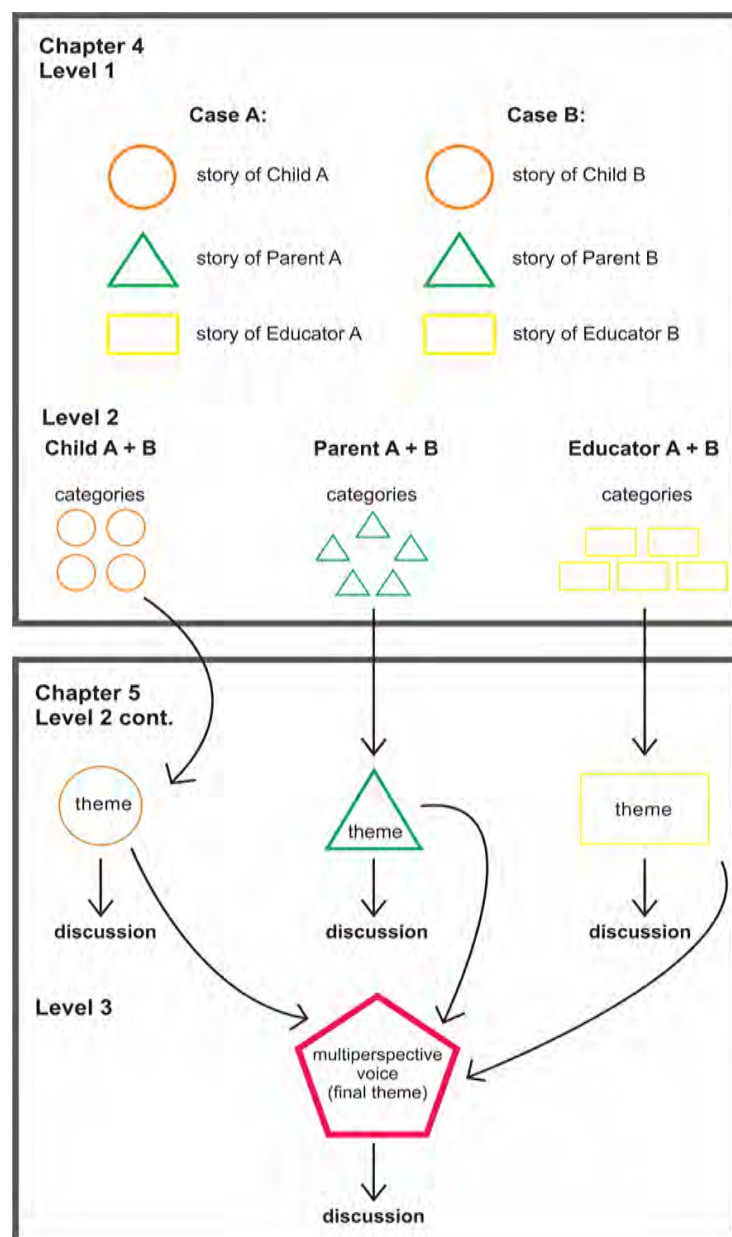 Chapter 4
Level 1
Case A:
Case B:
story of Child A
story of Child B
story of Parent A
story of Parent B
story of Educator A
story of Educator B
Level 2
Child A + B
Parent A + B
Educator A + B
categories
categories
categories
Chapter 5
Level 2 cont.
theme
theme
theme
discussion
discussion
discussion
Level 3
multiperspective
voice
(final theme)
discussion